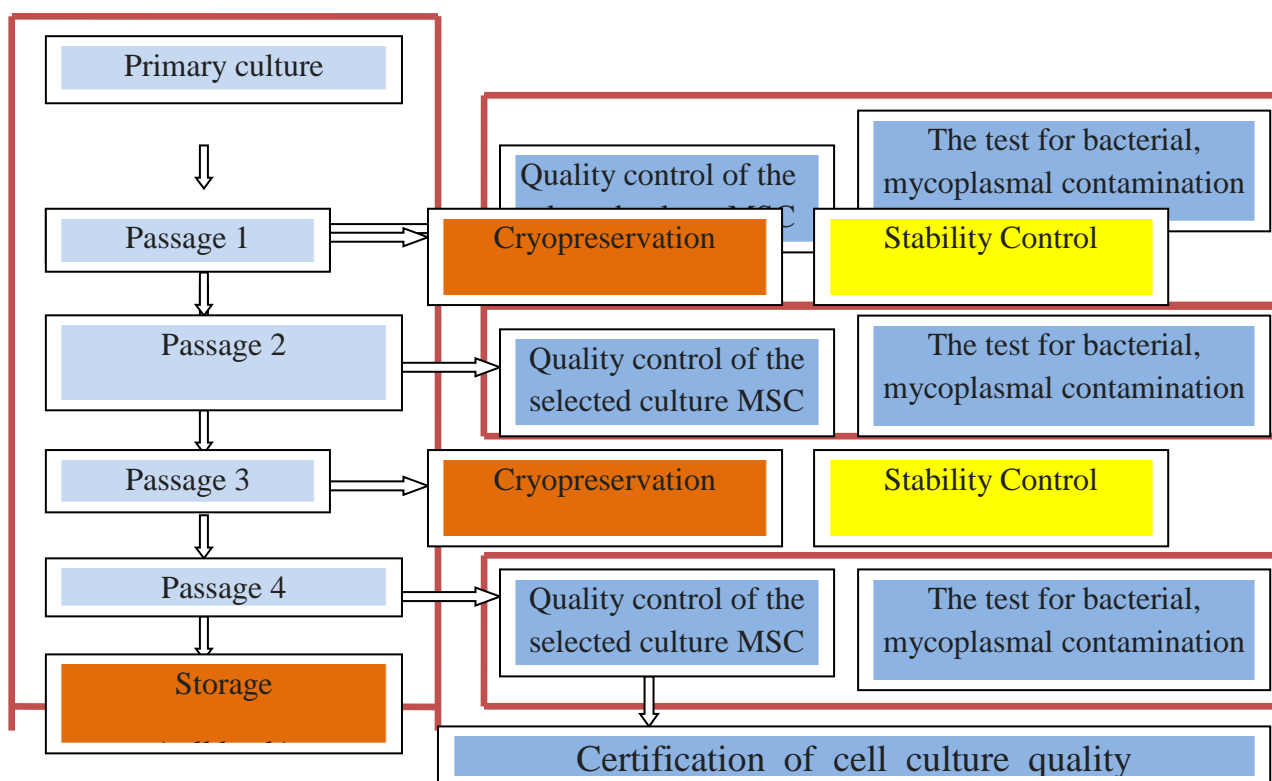 Primary culture
The test for bacterial,
mycoplasmal contamination
Quality control of the
MSC
Passage 1
Cryopreservation
Stability Control
Passage 2
Quality control of the
selected culture MSC
The test for bacterial,
mycoplasmal contamination
Passage 3
Cryopreservation
Stability Control
Passage 4
Quality control of the
selected culture MSC
The test for bacterial,
mycoplasmal contamination
Storage
Certification of cell culture quality